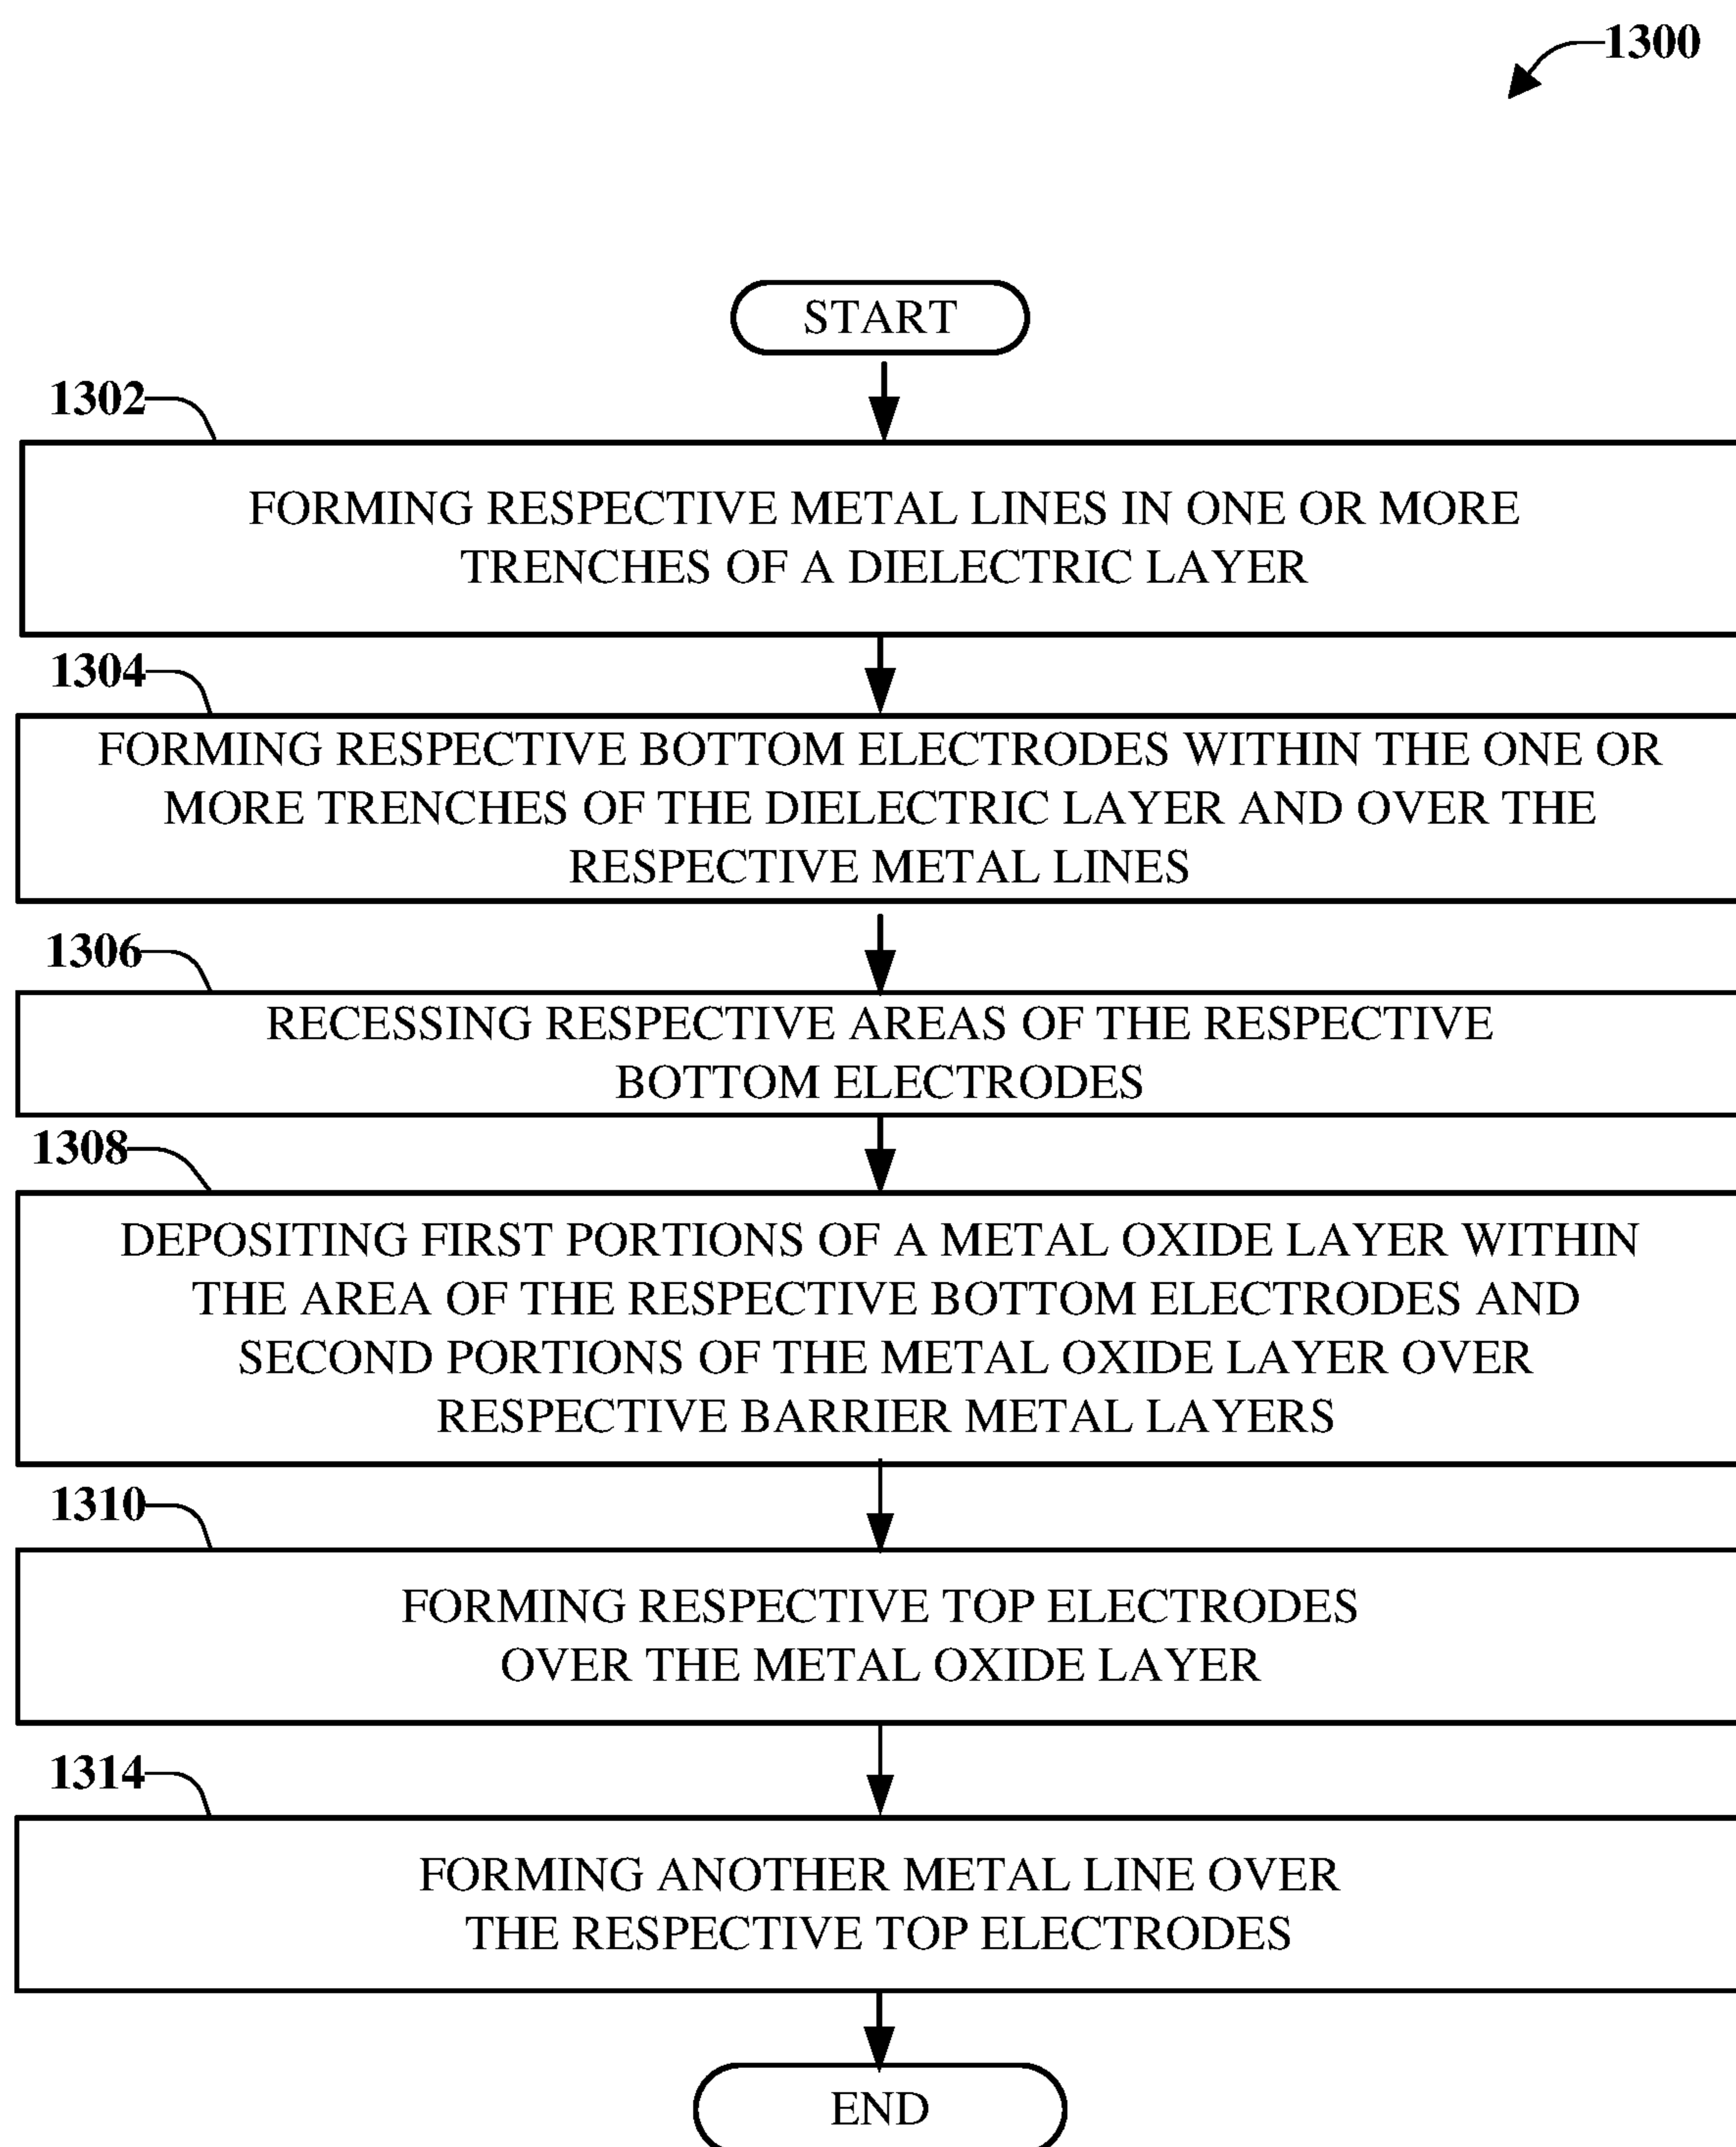 1300
START
1302
FORMING RESPECTIVE METAL LINES IN ONE OR MORE
TRENCHES OF A DIELECTRIC LAYER
1304
FORMING RESPECTIVE BOTTOM ELECTRODES WITHIN THE ONE OR
MORE TRENCHES OF THE DIELECTRIC LAYER AND OVER THE
RESPECTIVE METAL LINES
1306
RECESSING RESPECTIVE AREAS OF THE RESPECTIVE
BOTTOM ELECTRODES
1308
DEPOSITING FIRST PORTIONS OF A METAL OXIDE LAYER WITHIN
THE AREA OF THE RESPECTIVE BOTTOM ELECTRODES AND
SECOND PORTIONS OF THE METAL OXIDE LAYER OVER
RESPECTIVE BARRIER METAL LAYERS
1310
FORMING RESPECTIVE TOP ELECTRODES
OVER THE METAL OXIDE LAYER
1314
FORMING ANOTHER METAL LINE OVER
THE RESPECTIVE TOP ELECTRODES
END